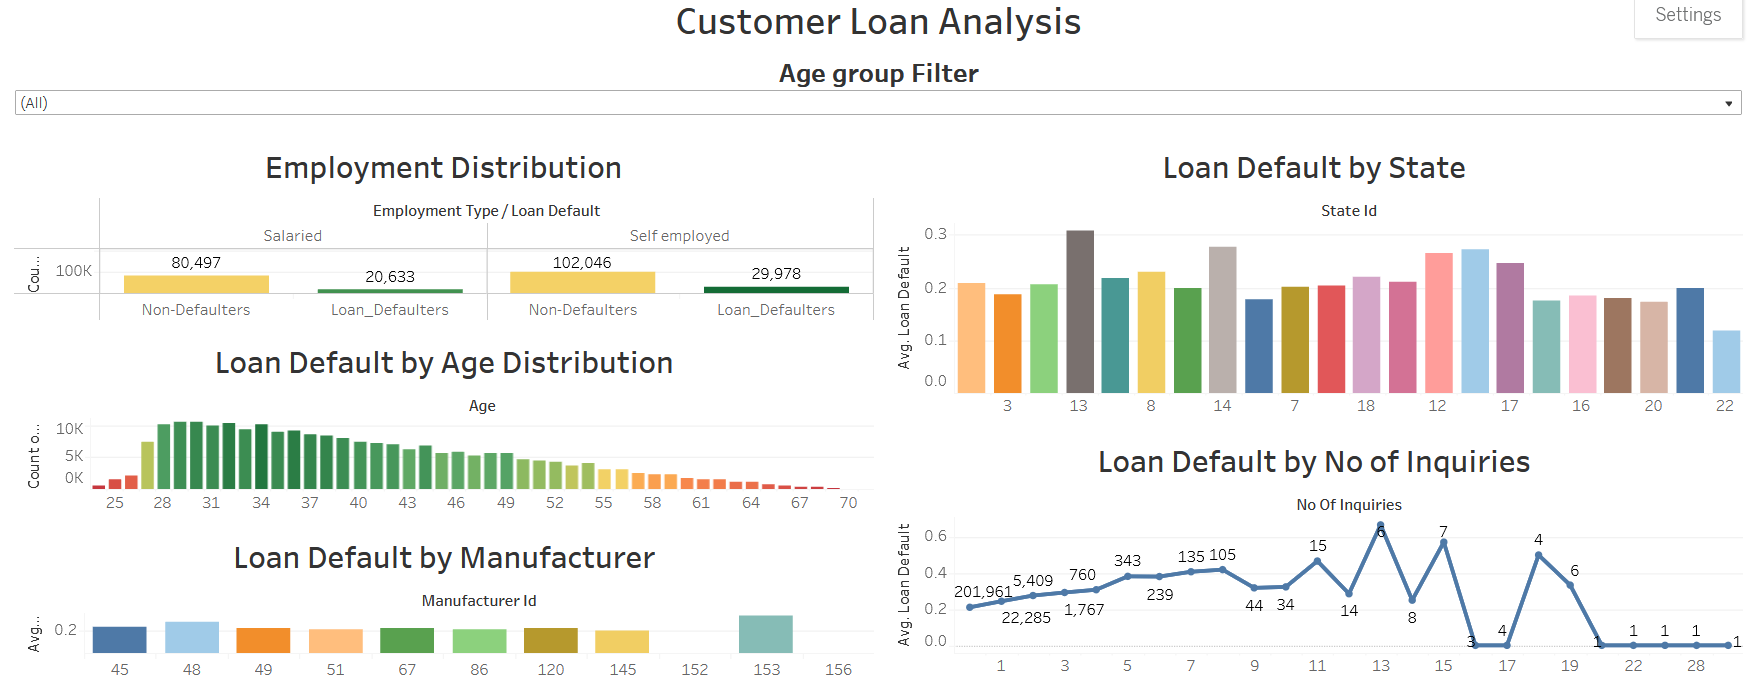 Customer Loan Analysis
Settings
Age group Filter
(All)
Employment Distribution
Employment Type / Loan Default
Salaried Self employed
Cou...
100K
80,497 20,633 102,046 29,978
Non-Defaulters Loan_Defaulters Non-Defaulters Loan_Defaulters
Loan Default by Age Distribution
Age
Count o...
10K
5K
0K
25 28 31 34 37 40 43 46 49 52 55 58 61 64 67 70
Loan Default by Manufacturer
Manufacturer Id
Avg...
0.2
45 48 49 51 67 86 120 145 152 153 156
Loan Default by State
State Id
Avg. Loan Default
0.3
0.2
0.1
0.0
3 13 8 14 7 18 12 17 16 20 22
Loan Default by No of Inquiries
No Of Inquiries
Avg. Loan Default
0.6
0.4
0.2
0.0
201,961 22,285 5,409 1,767 760 343 239 135 105 44 34 15 14 6 8 7 3 4 4 6 1 1 1 1 1
1 3 5 7 9 11 13 15 17 19 22 28